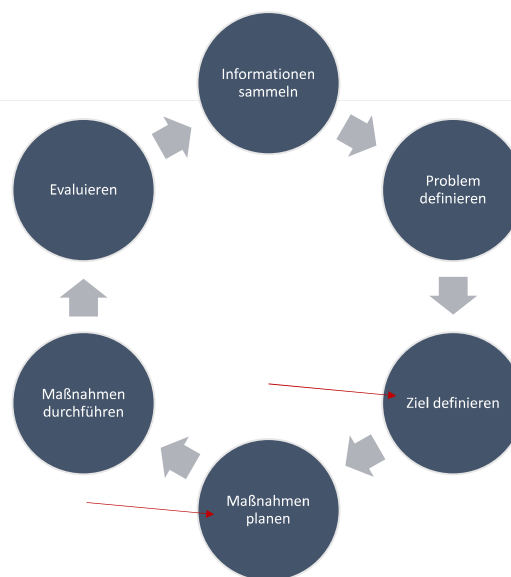 Informationen
sammeln
Problem
definieren
Ziel definieren
Maßnahmen
planen
Maßnahmen
durchführen
Evaluieren